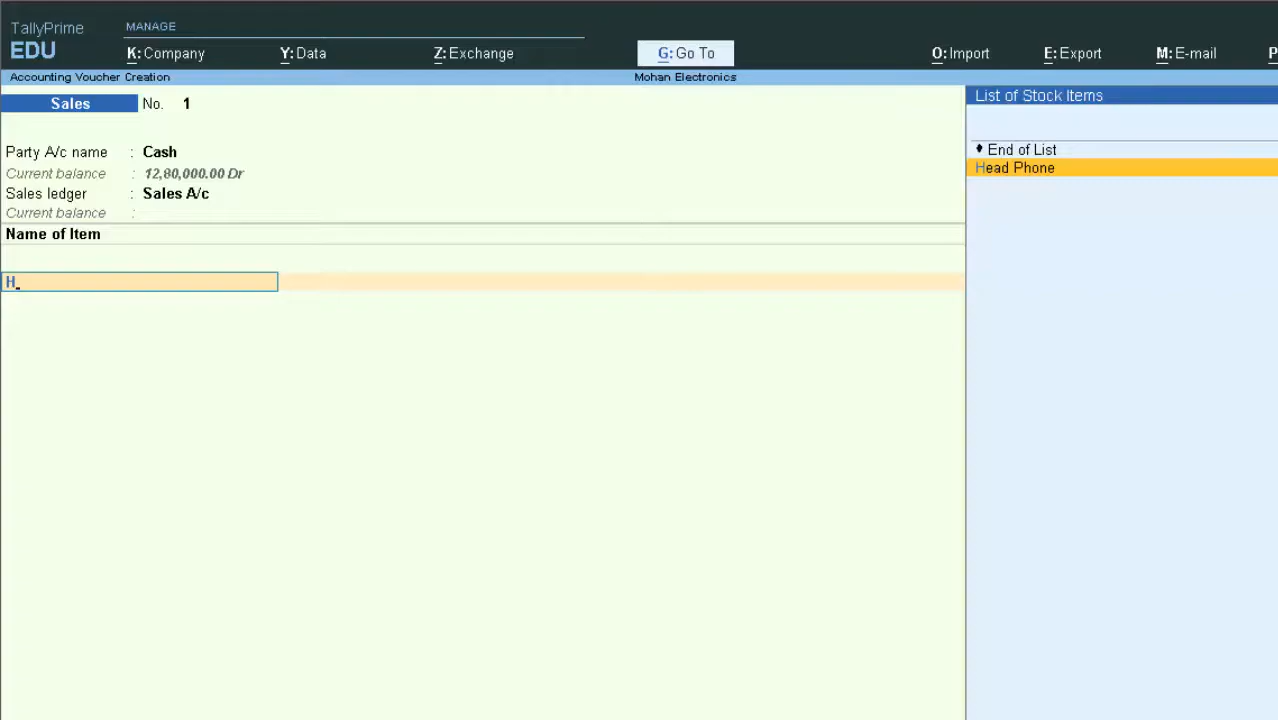 TallyPrime
EDU
MANAGE
K:Company Y:Data Z:Exchange G:Go To O:Import E:Export M:E-mail P
Accounting Voucher Creation Mohan Electronics
Sales No. 1
Party A/c name : Cash
Current balance : 12,80,000.00 Dr
Sales ledger : Sales A/c
Current balance :
Name of Item
H
List of Stock Items
♦ End of List
Head Phone